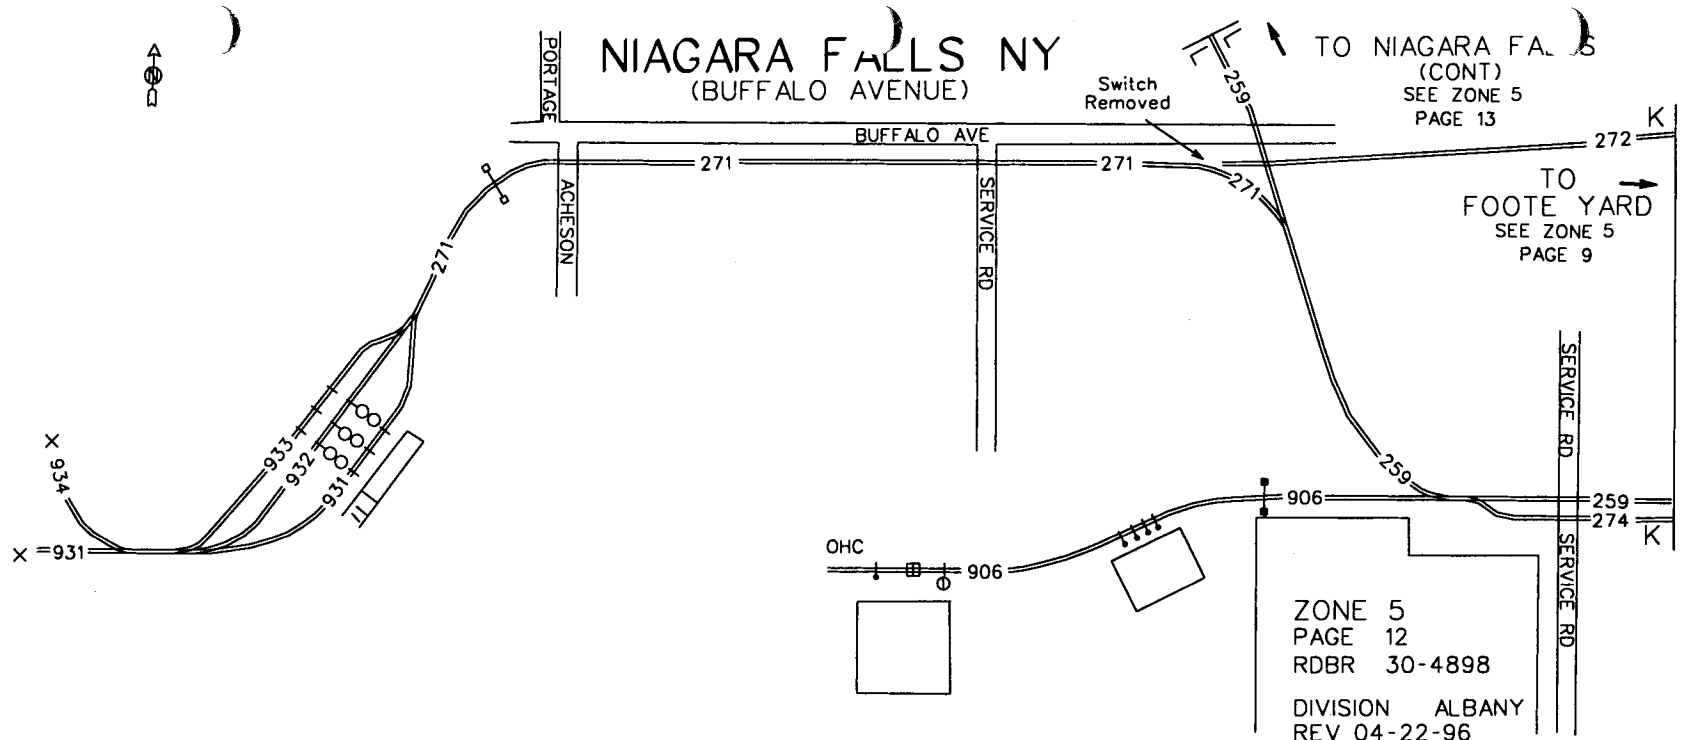 NIAGARA FALLS NY
(BUFFALO AVENUE)
TO NIAGARA FALLS
(CONT)
SEE ZONE 5
PAGE 13
Switch
Removed
N
PORTAGE
BUFFALO AVE
259
K
272
271
271
271
TO
FOOTE YARD
SEE ZONE 5
PAGE 9
ACHESON
SERVICE RD
271
SERVICE RD
933
932
931
934
=931
259
906
259
274
K
OHC
906
SERVICE RD
ZONE 5
PAGE 12
RDBR 30-4898
DIVISION ALBANY
REV 04-22-96